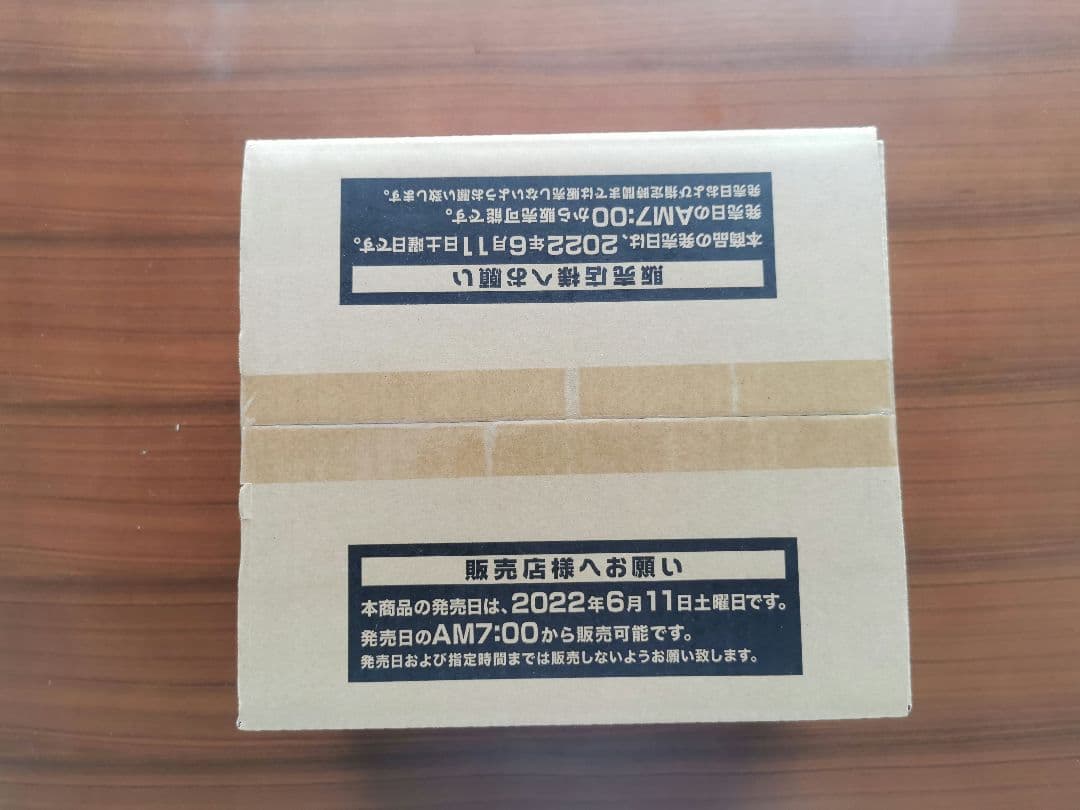 発売日および指定時間までは販売しないようお願い致します。
発売日のAM7:00から販売可能です。
本商品の発売日は、2022年6月11日土曜日です。
販売店様へお願い
販売店様へお願い
本商品の発売日は、2022年6月11日土曜日です。
発売日のAM7:00から販売可能です。
発売日および指定時間までは販売しないようお願い致します。